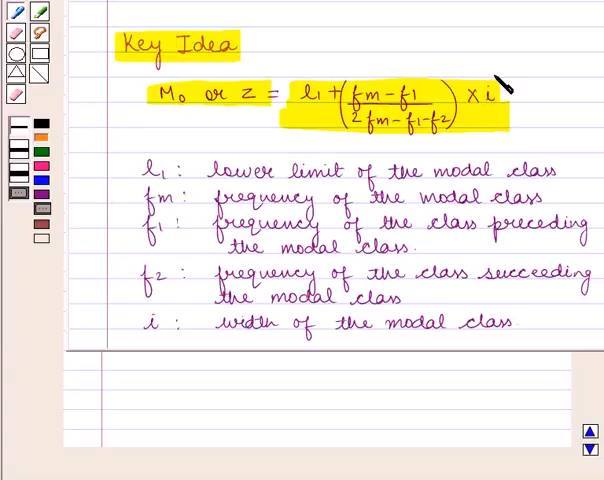 Key Idea
M₀ or Z = l₁ + (fm - f₁ / 2 fm - f₁ - f₂) × i
l₁ : lower limit of the modal class
fm : frequency of the modal class
f₁ : frequency of the class preceding
the modal class.
f₂ : frequency of the class succeeding
the modal class
i : width of the modal class.